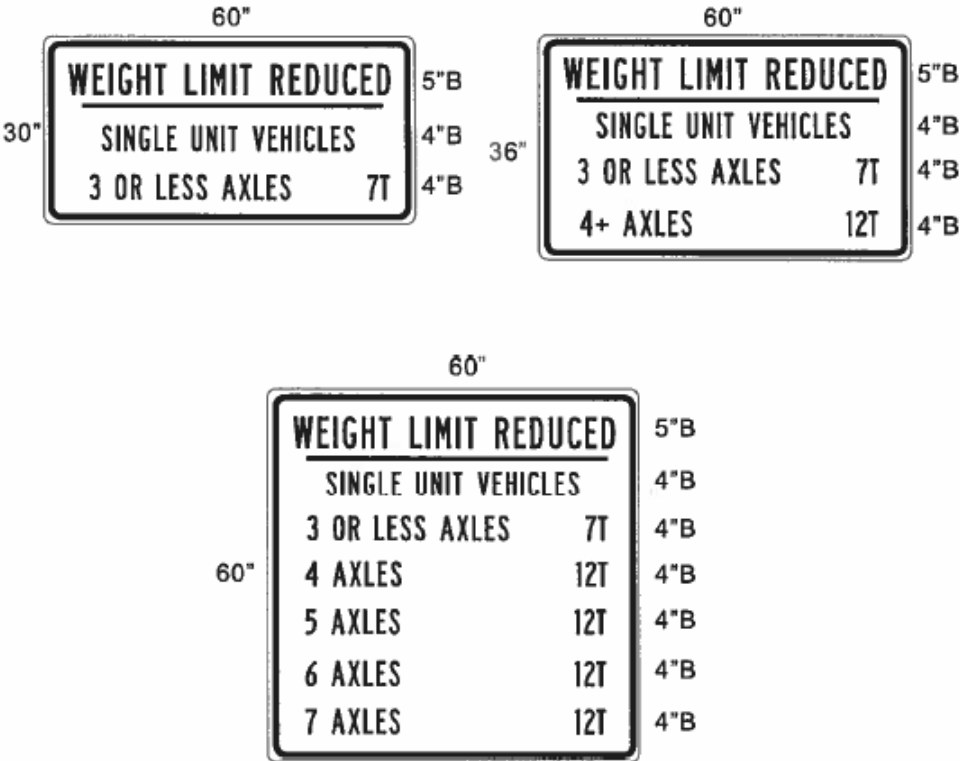 60"
WEIGHT LIMIT REDUCED 5"B
30" SINGLE UNIT VEHICLES 4"B
3 OR LESS AXLES 7T 4"B
60"
WEIGHT LIMIT REDUCED 5"B
SINGLE UNIT VEHICLES 4"B
36" 3 OR LESS AXLES 7T 4"B
4+ AXLES 12T 4"B
60"
WEIGHT LIMIT REDUCED 5"B
SINGLE UNIT VEHICLES 4"B
3 OR LESS AXLES 7T 4"B
60" 4 AXLES 12T 4"B
5 AXLES 12T 4"B
6 AXLES 12T 4"B
7 AXLES 12T 4"B